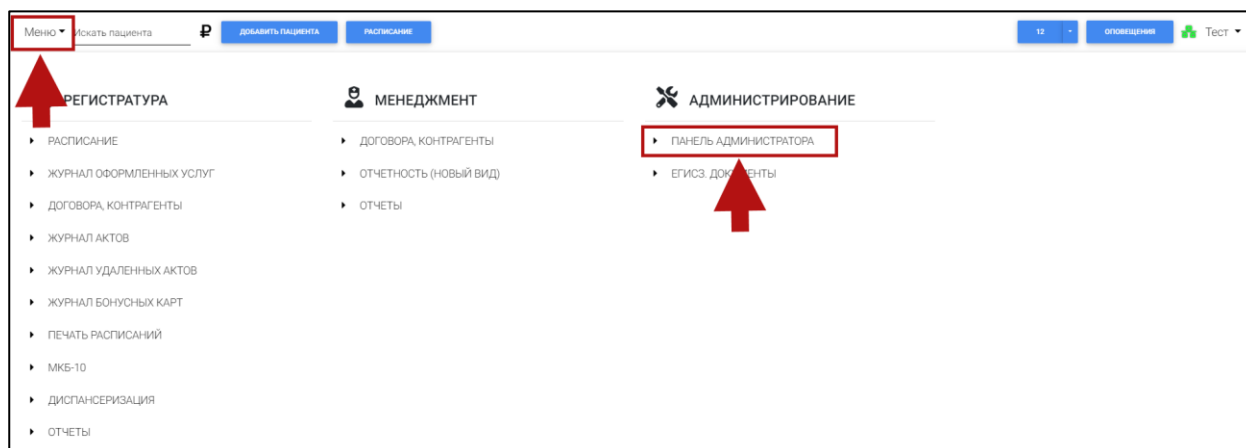 Меню Искать пациента ₽ ДОБАВИТЬ ПАЦИЕНТА РАСПИСАНИЕ 12 ОПОВЕЩЕНИЯ Тест
РЕГИСТРАТУРА
РАСПИСАНИЕ
ЖУРНАЛ ОФОРМЛЕННЫХ УСЛУГ
ДОГОВОРА, КОНТРАГЕНТЫ
ЖУРНАЛ АКТОВ
ЖУРНАЛ УДАЛЕННЫХ АКТОВ
ЖУРНАЛ БОНУСНЫХ КАРТ
ПЕЧАТЬ РАСПИСАНИЙ
МКБ-10
ДИСПАНСЕРИЗАЦИЯ
ОТЧЕТЫ
МЕНЕДЖМЕНТ
ДОГОВОРА, КОНТРАГЕНТЫ
ОТЧЕТНОСТЬ (НОВЫЙ ВИД)
ОТЧЕТЫ
АДМИНИСТРИРОВАНИЕ
ПАНЕЛЬ АДМИНИСТРАТОРА
ЕГИСЗ. ДОКУМЕНТЫ